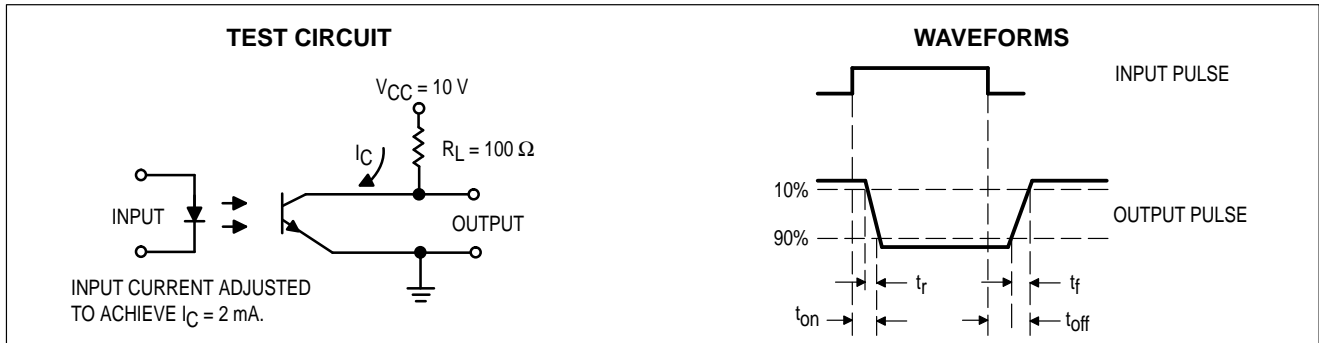 TEST CIRCUIT
VCC = 10 V
IC
RL = 100 Ω
INPUT
OUTPUT
INPUT CURRENT ADJUSTED
TO ACHIEVE IC = 2 mA.
WAVEFORMS
INPUT PULSE
10%
OUTPUT PULSE
90%
tr
tf
ton
toff